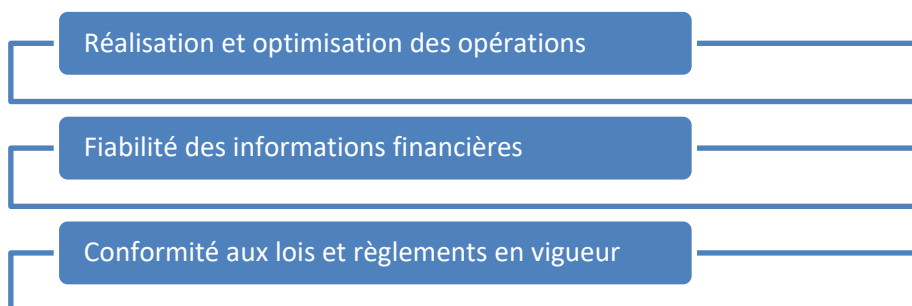 Réalisation et optimisation des opérations
Fiabilité des informations financières
Conformité aux lois et règlements en vigueur